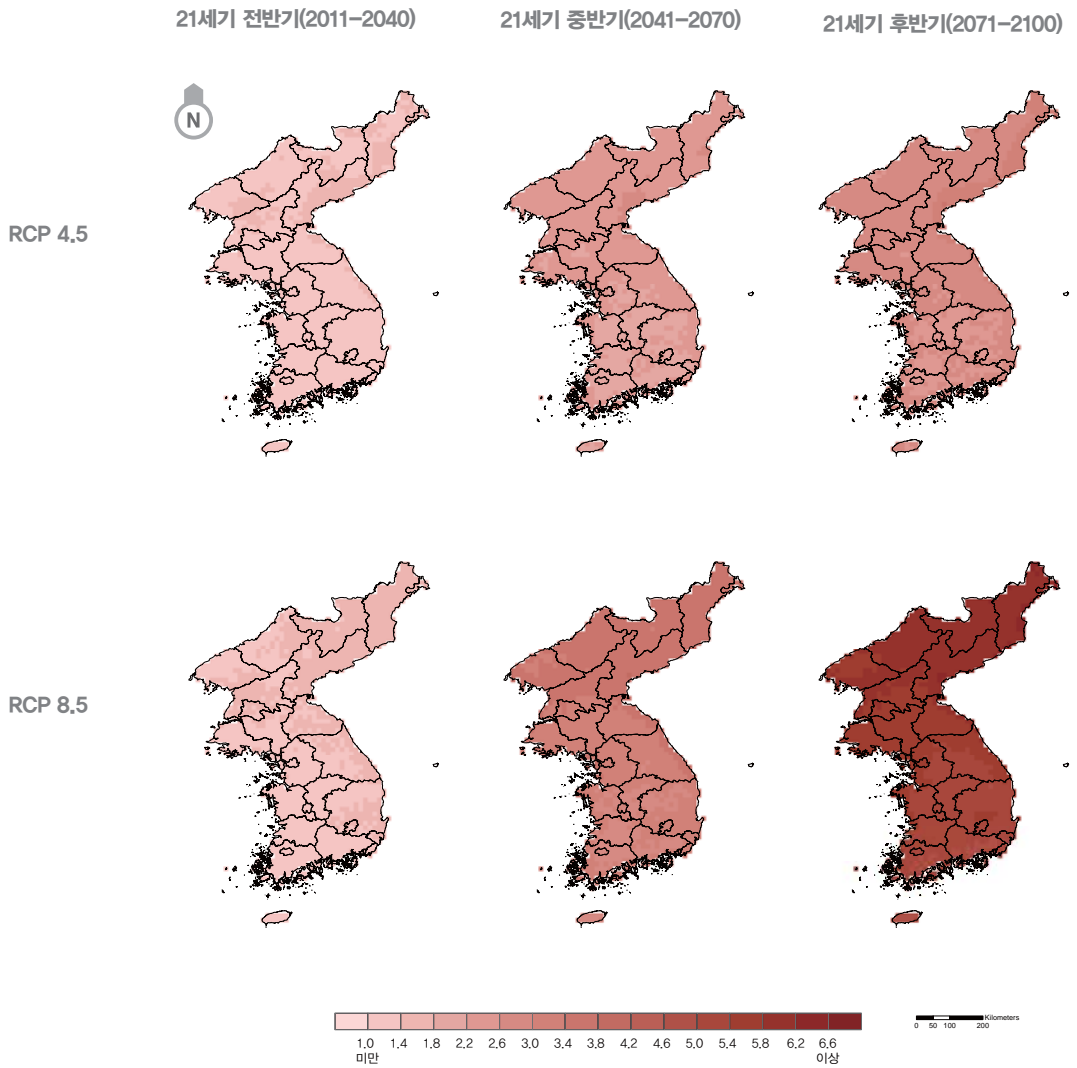 21세기 전반기(2011-2040) 21세기 중반기(2041-2070) 21세기 후반기(2071-2100)
N
RCP 4.5
RCP 8.5
1.0 1.4 1.8 2.2 2.6 3.0 3.4 3.8 4.2 4.6 5.0 5.4 5.8 6.2 6.6
미만 이상
Kilometers
0 50 100 200